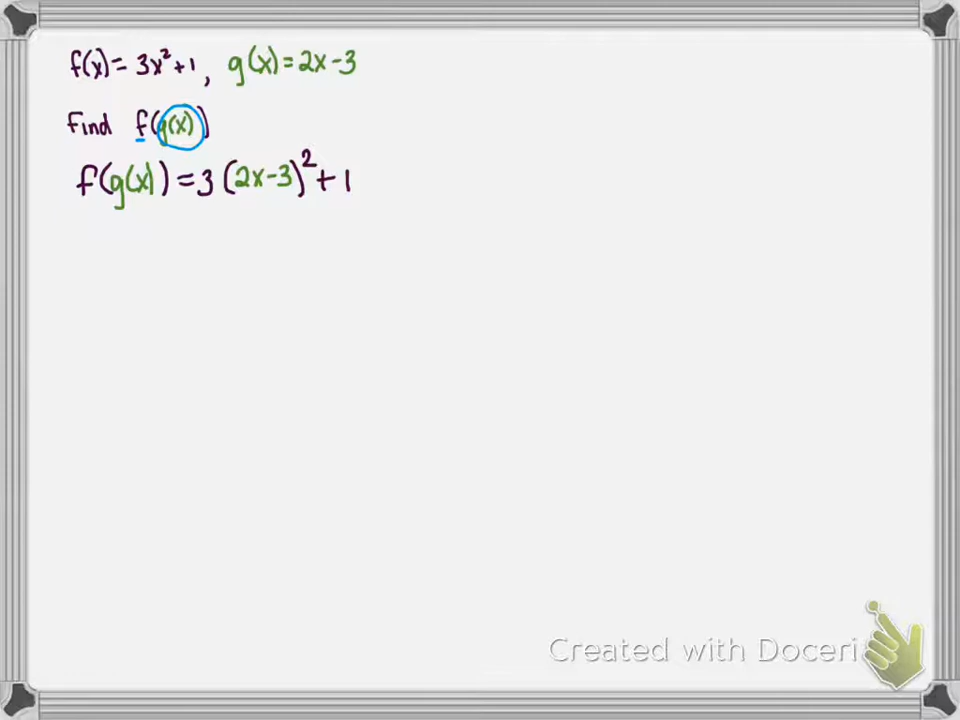 f(x) = 3x² + 1, g(x) = 2x - 3
Find f(g(x))
f(g(x)) = 3(2x - 3)² + 1
Created with Doceri